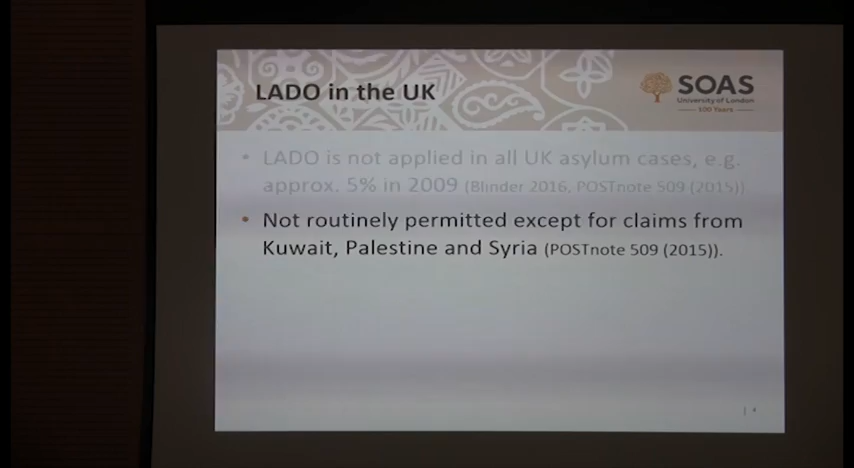 LADO in the UK
SOAS
University of London
100 Years
• LADO is not applied in all UK asylum cases, e.g.
approx. 5% in 2009 (Blinder 2016, POSTnote 509 (2015)).
• Not routinely permitted except for claims from
Kuwait, Palestine and Syria (POSTnote 509 (2015)).